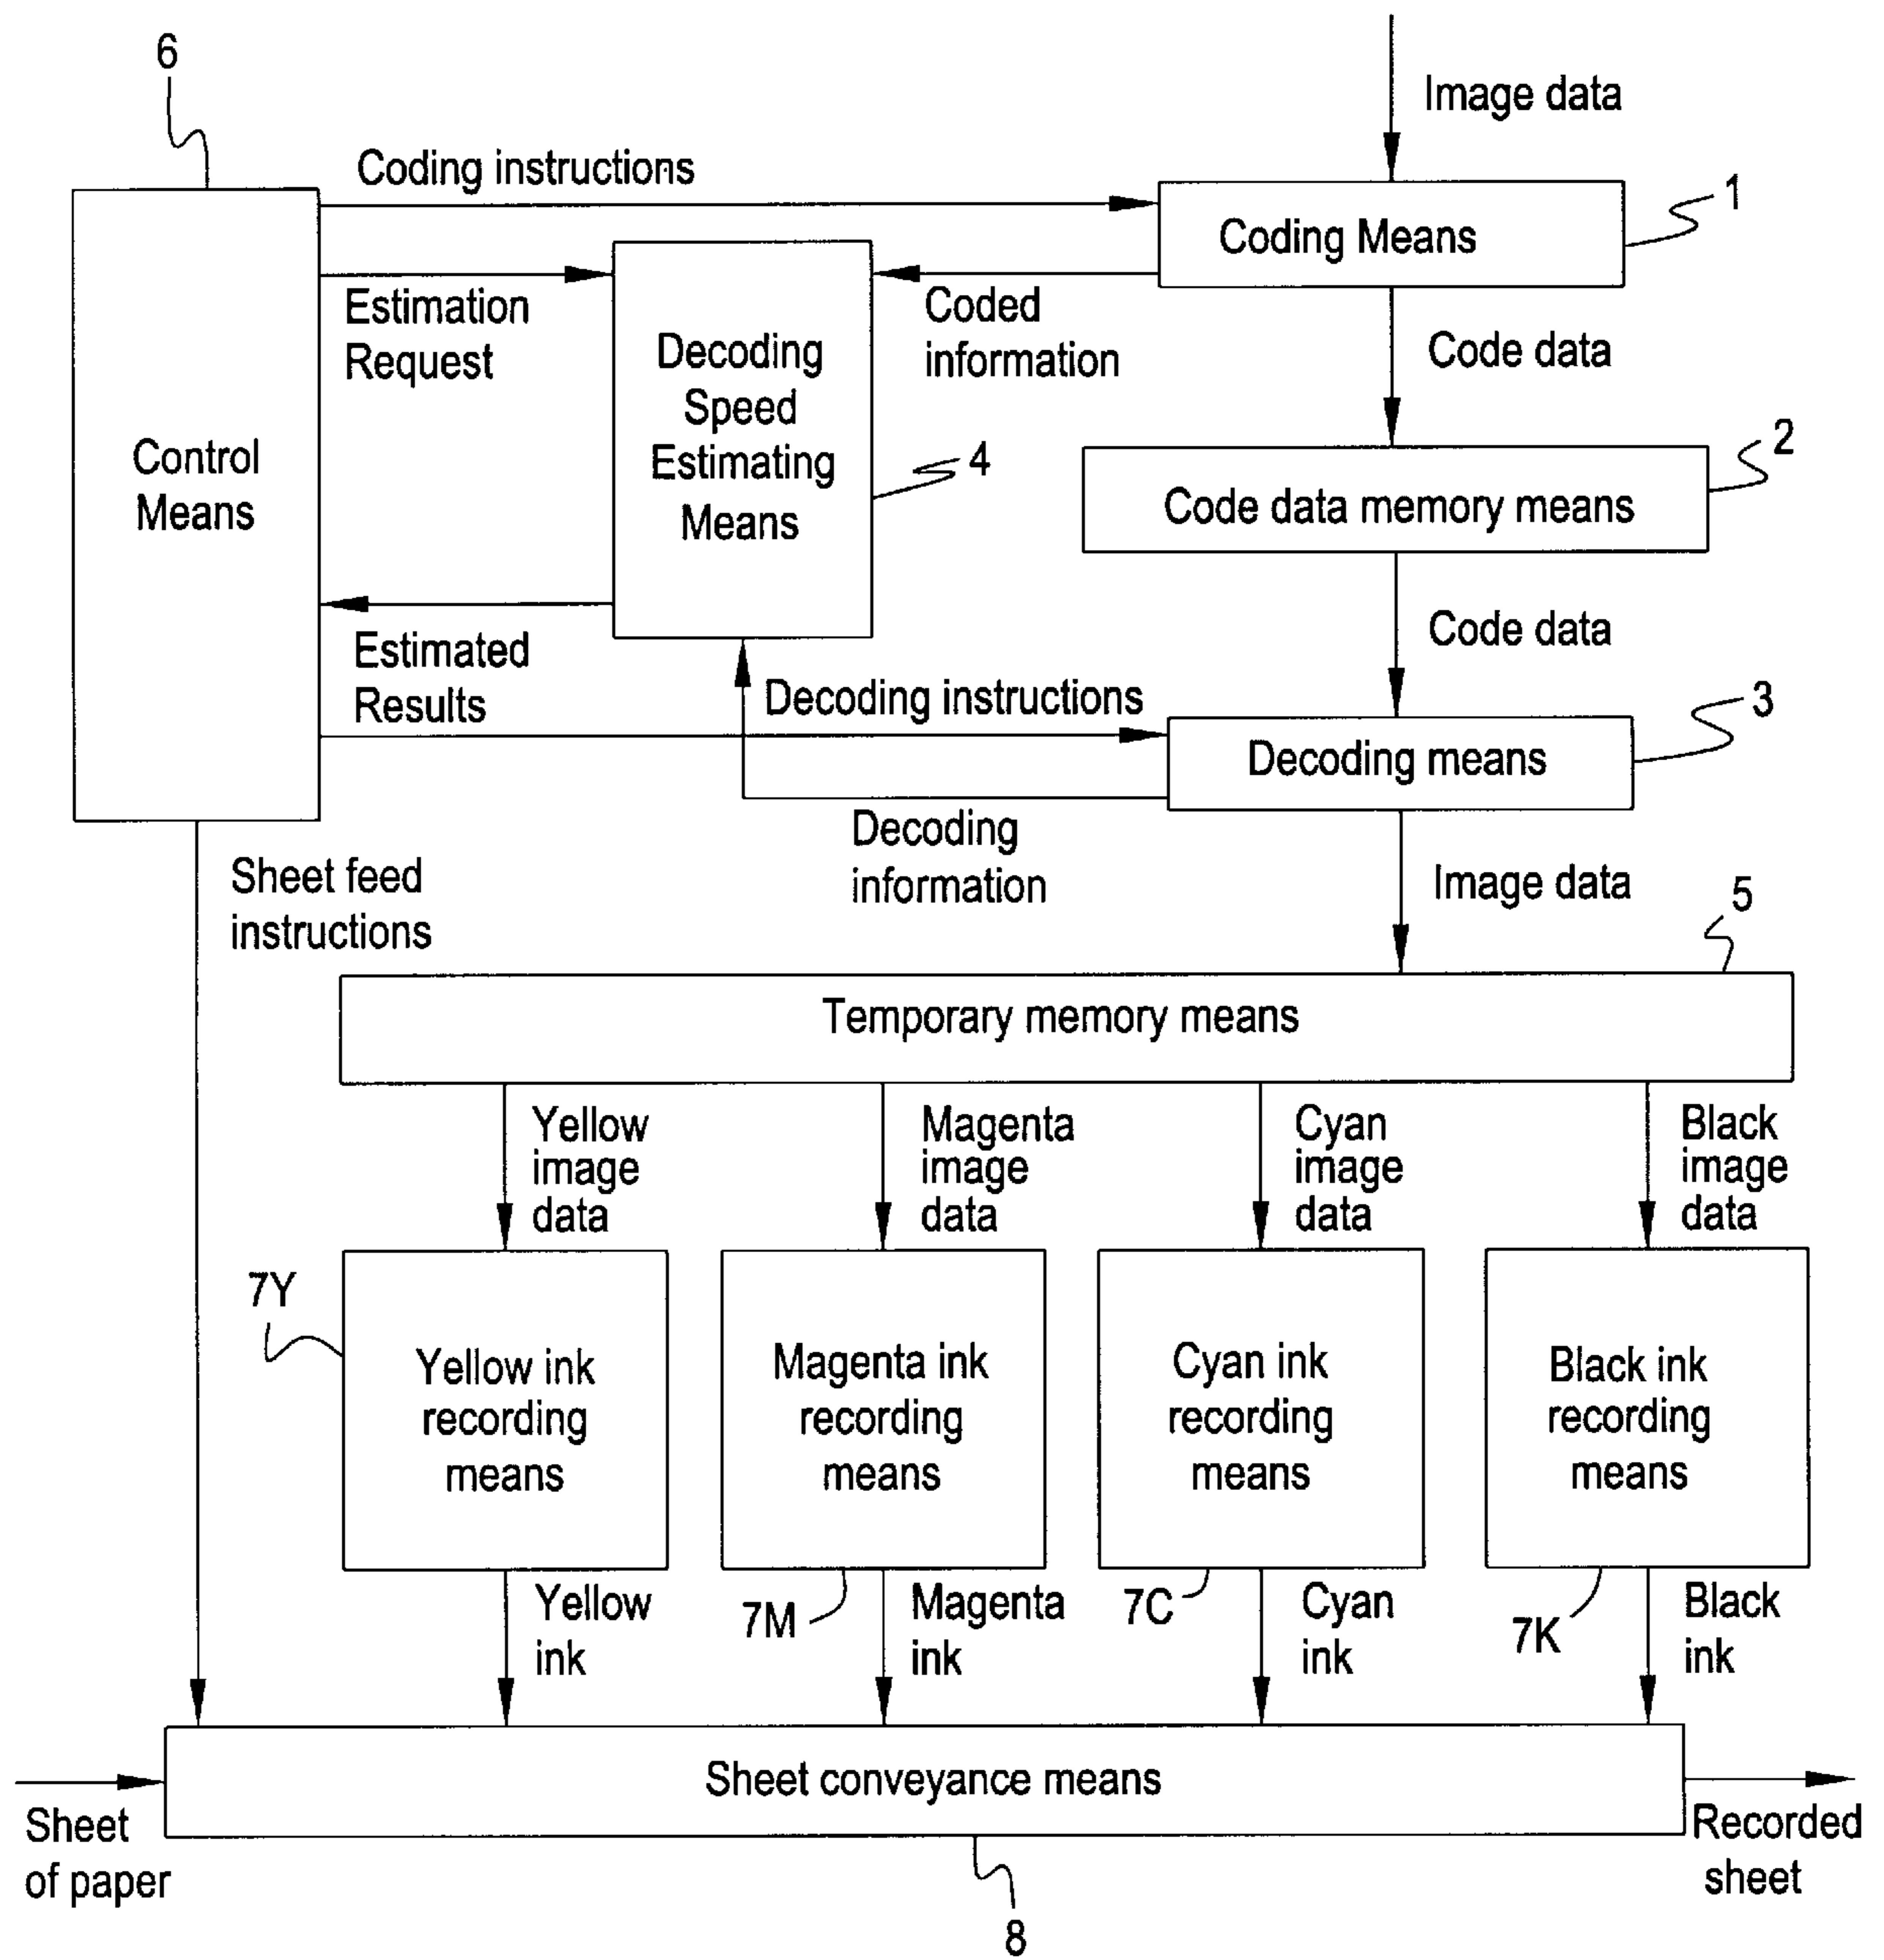 6
Image data
Coding instructions
1
Coding Means
Estimation
Request
Coded
information
Decoding
Speed
Estimating
Means
4
Code data
2
Control
Means
Code data memory means
Estimated
Results
Code data
Decoding instructions
3
Decoding means
Decoding
information
Sheet feed
instructions
Image data
5
Temporary memory means
Yellow
image
data
Magenta
image
data
Cyan
image
data
Black
image
data
7Y
Yellow ink
recording
means
Magenta ink
recording
means
Cyan ink
recording
means
Black ink
recording
means
Yellow
ink
7M
Magenta
ink
7C
Cyan
ink
7K
Black
ink
Sheet conveyance means
Sheet
of paper
Recorded
sheet
8